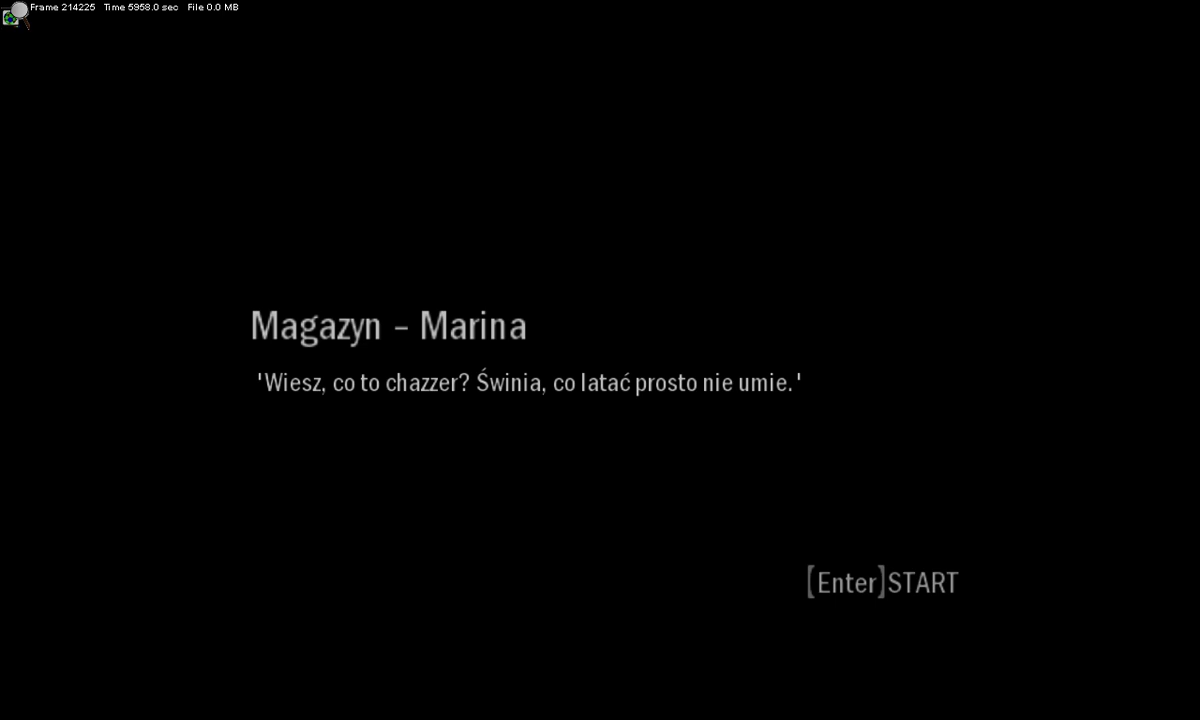 Frame 214225 Time 5958.0 sec File 0.0 MB
Magazyn - Marina
'Wiesz, co to chazzer? Świnia, co latać prosto nie umie.'
[Enter]START